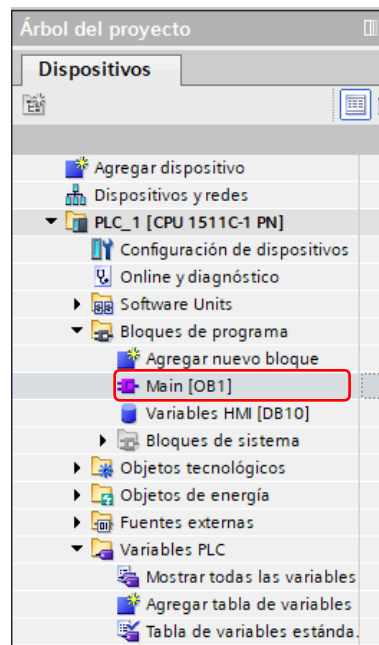 Árbol del proyecto
Dispositivos
Agregar dispositivo
Dispositivos y redes
PLC_1 [CPU 1511C-1 PN]
Configuración de dispositivos
Online y diagnóstico
Software Units
Bloques de programa
Agregar nuevo bloque
Main [OB1]
Variables HMI [DB10]
Bloques de sistema
Objetos tecnológicos
Objetos de energía
Fuentes externas
Variables PLC
Mostrar todas las variables
Agregar tabla de variables
Tabla de variables estánda.